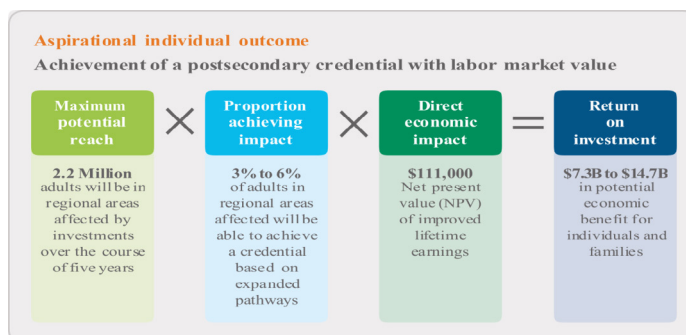 Aspirational individual outcome
Achievement of a postsecondary credential with labor market value
Maximum
potential
reach
×
Proportion
achieving
impact
×
Direct
economic
impact
=
Return
on
investment
2.2 Million
adults will be in
regional areas
affected by
investments
over the course
of five years
3% to 6%
of adults in
regional areas
affected will be
able to achieve
a credential
based on
expanded
pathways
$111,000
Net present
value (NPV)
of improved
lifetime
earnings
$7.3B to $14.7B
in potential
economic
benefit for
individuals and
families